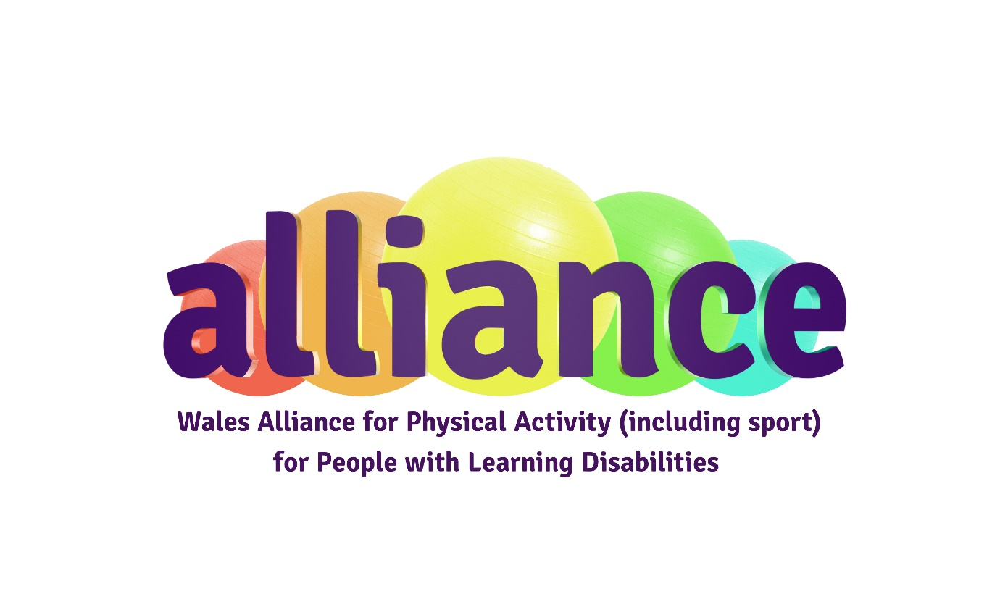 alliance
Wales Alliance for Physical Activity (including sport)
for People with Learning Disabilities